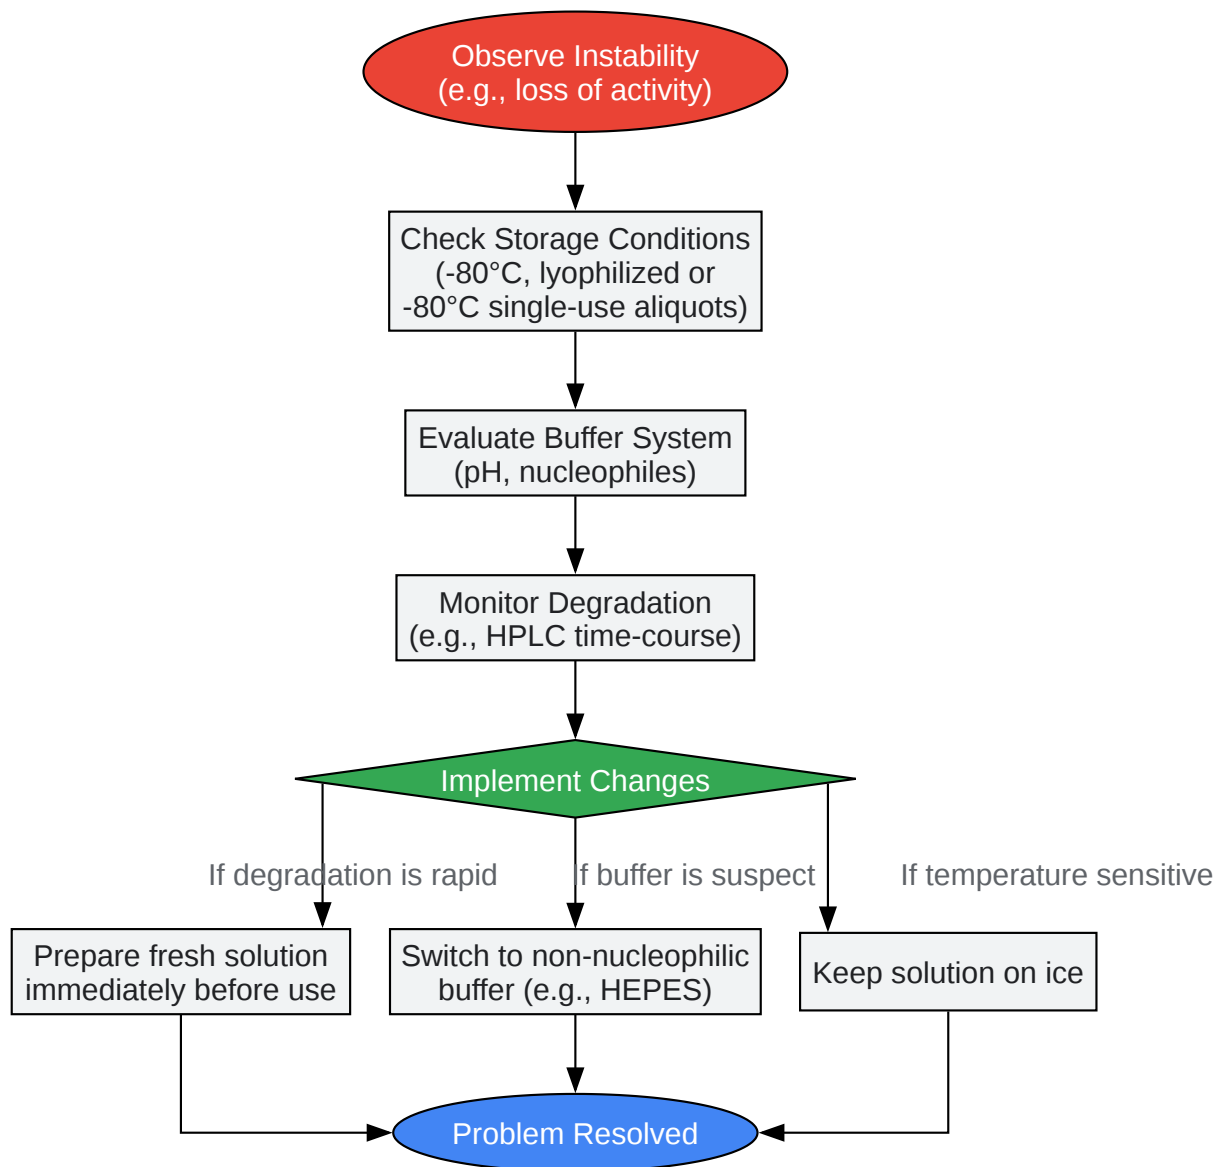 Observe Instability
(e.g., loss of activity)
Check Storage Conditions
(-80°C, lyophilized or
-80°C single-use aliquots)
Evaluate Buffer System
(pH, nucleophiles)
Monitor Degradation
(e.g., HPLC time-course)
Implement Changes
If degradation is rapid
If buffer is suspect
If temperature sensitive
Prepare fresh solution
immediately before use
Switch to non-nucleophilic
buffer (e.g., HEPES)
Keep solution on ice
Problem Resolved